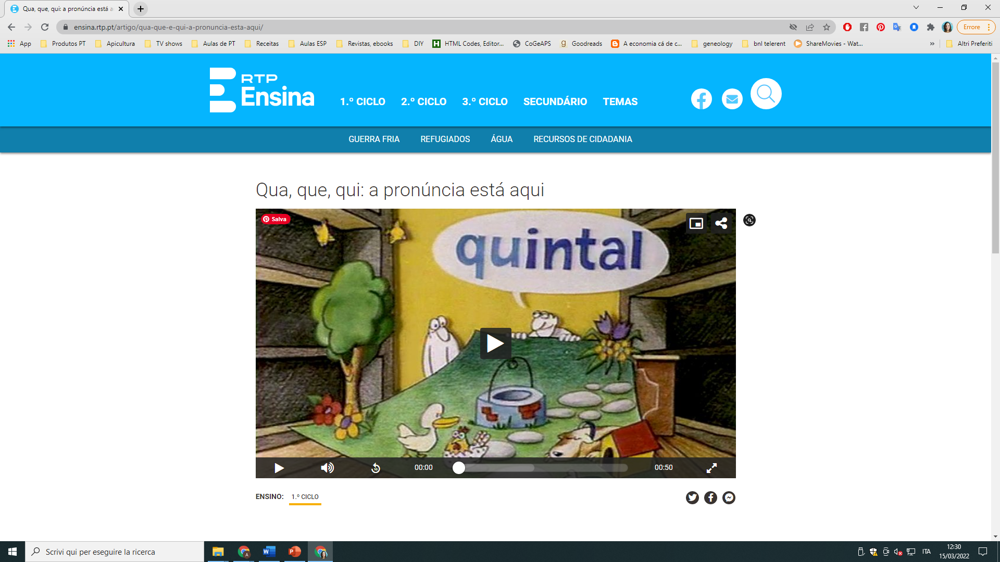 Qua, que, qui: a pronúncia está a
ensina.rtp.pt/artigo/qua-que-e-qui-a-pronuncia-esta-aqui/
Errore
App Produtos PT Apicultura TV shows Aulas de PT Receitas Aulas ESP Revistas, ebooks DIY HTML Codes, Editor... CoGeAPS Goodreads A economia cá de c... geneology bnl telerent ShareMovies - Wat... » Altri Preferiti
RTP
Ensina
1.º CICLO 2.º CICLO 3.º CICLO SECUNDÁRIO TEMAS
GUERRA FRIA REFUGIADOS ÁGUA RECURSOS DE CIDADANIA
Qua, que, qui: a pronúncia está aqui
Salva
quintal
10
00:00 00:50
ENSINO: 1.º CICLO
Scrivi qui per eseguire la ricerca
ITA
12:30
15/03/2022